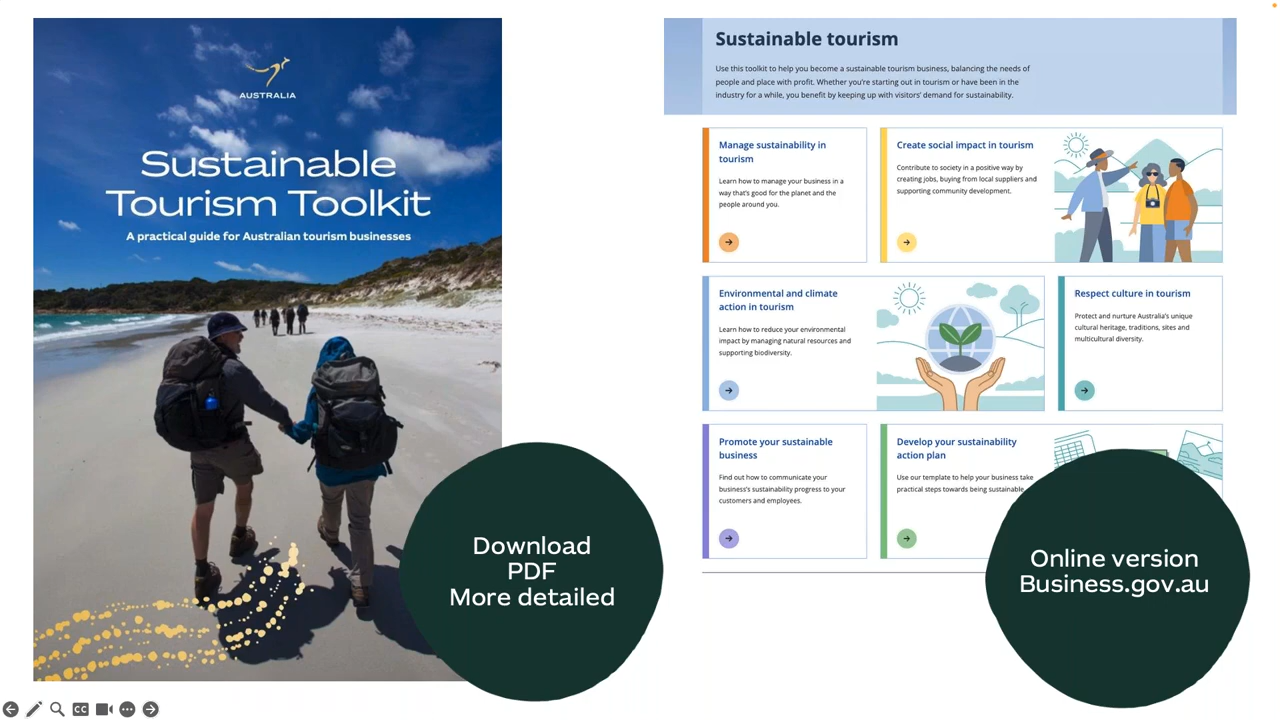 AUSTRALIA
Sustainable
Tourism Toolkit
A practical guide for Australian tourism businesses
Download
PDF
More detailed
Sustainable tourism
Use this toolkit to help you become a sustainable tourism business, balancing the needs of
people and place with profit. Whether you're starting out in tourism or have been in the
industry for a while, you benefit by keeping up with visitors' demand for sustainability.
Manage sustainability in
tourism
Learn how to manage your business in a
way that's good for the planet and the
people around you.
Create social impact in tourism
Contribute to society in a positive way by
creating jobs, buying from local suppliers and
supporting community development.
Environmental and climate
action in tourism
Learn how to reduce your environmental
impact by managing natural resources and
supporting biodiversity.
Respect culture in tourism
Protect and nurture Australia's unique
cultural heritage, traditions, sites and
multicultural diversity.
Promote your sustainable
business
Find out how to communicate your
business's sustainability progress to your
customers and employees.
Develop your sustainability
action plan
Use our template to help your business take
practical steps towards being sustainable.
Online version
Business.gov.au
CC